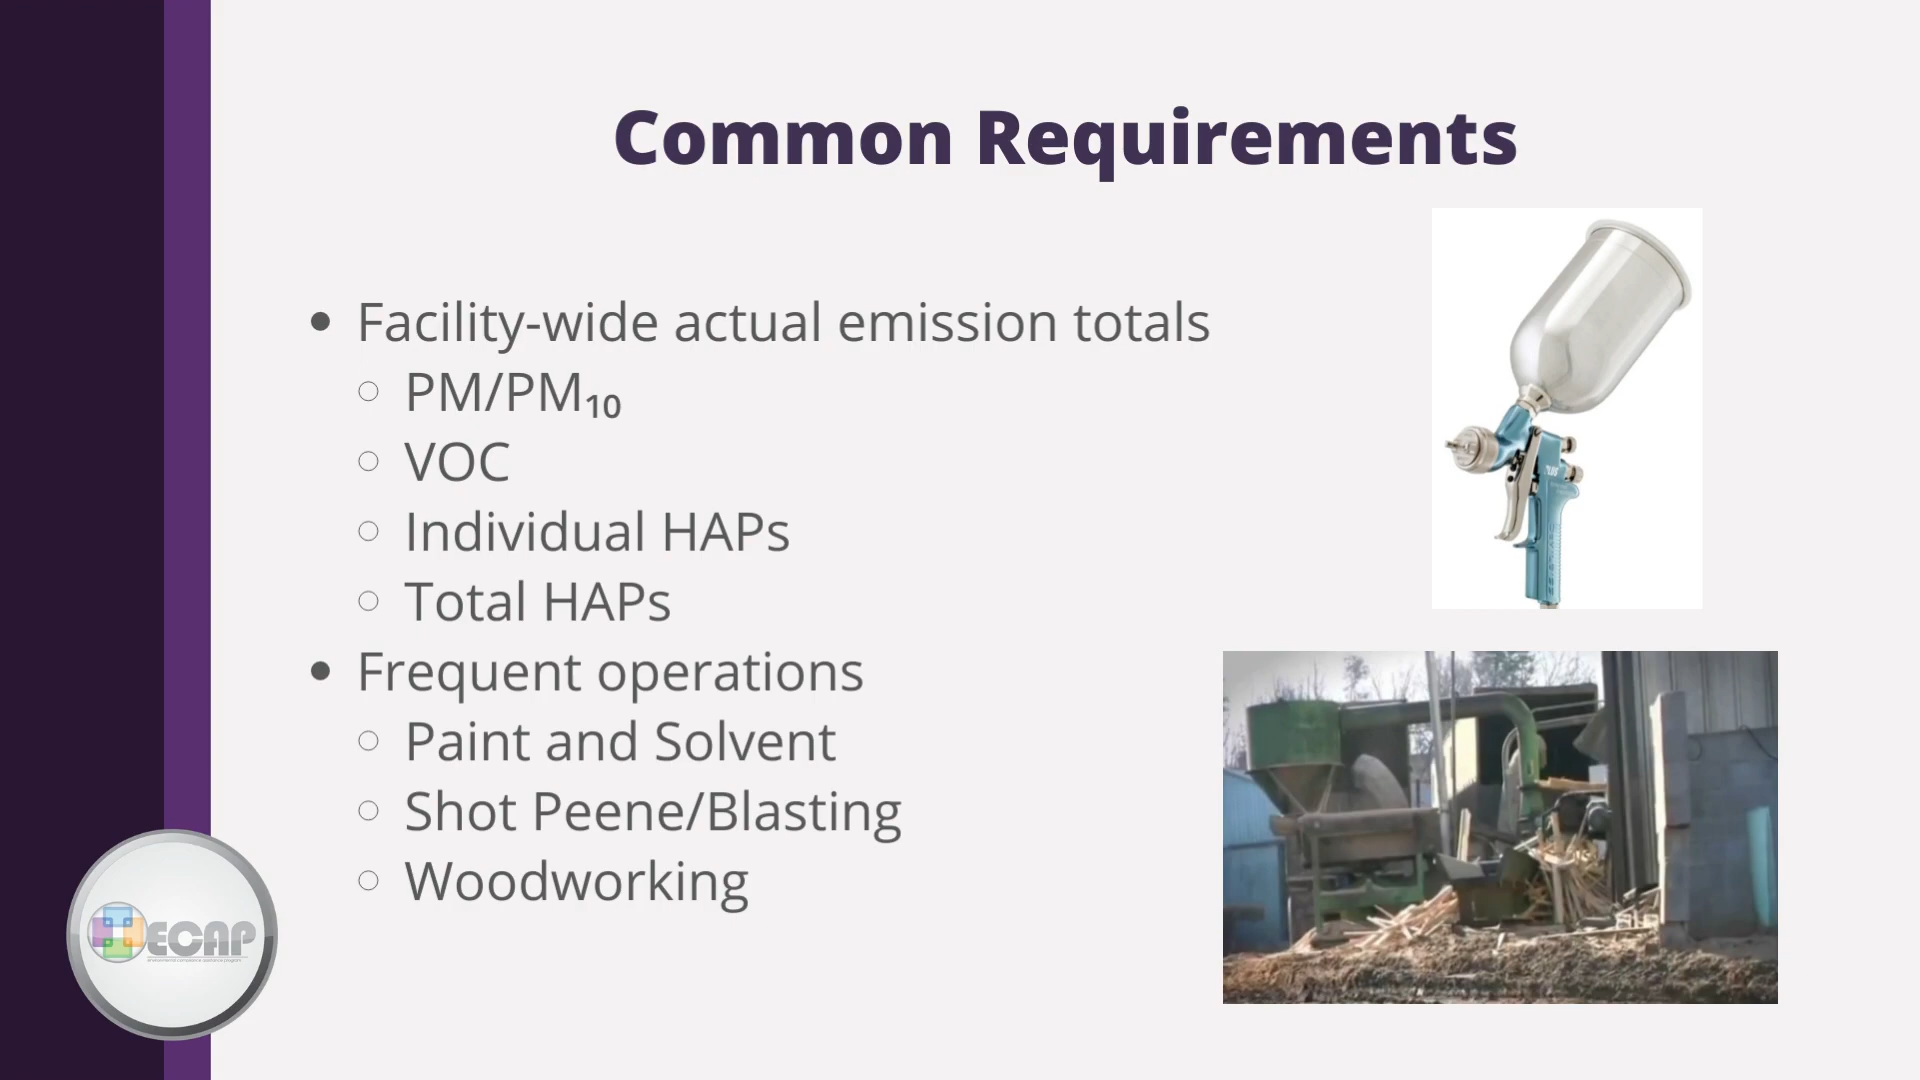 Common Requirements
Facility-wide actual emission totals
PM/PM₁₀
VOC
Individual HAPs
Total HAPs
Frequent operations
Paint and Solvent
Shot Peene/Blasting
Woodworking
ECAP